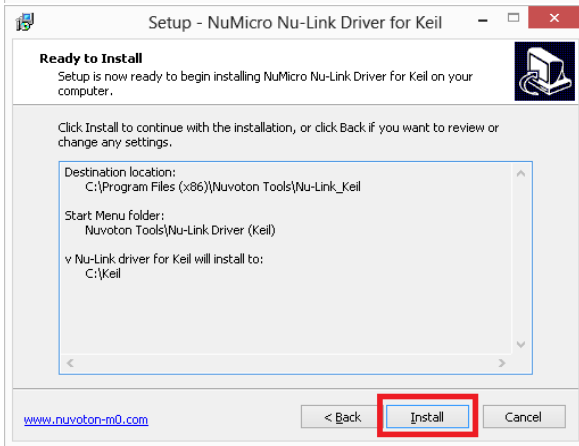 Setup - NuMicro Nu-Link Driver for Keil
Ready to Install
Setup is now ready to begin installing NuMicro Nu-Link Driver for Keil on your
computer.
Click Install to continue with the installation, or click Back if you want to review or
change any settings.
Destination location:
C:\Program Files (x86)\Nuvoton Tools\Nu-Link_Keil
Start Menu folder:
Nuvoton Tools\Nu-Link Driver (Keil)
v Nu-Link driver for Keil will install to:
C:\Keil
www.nuvoton-m0.com
< Back
Install
Cancel